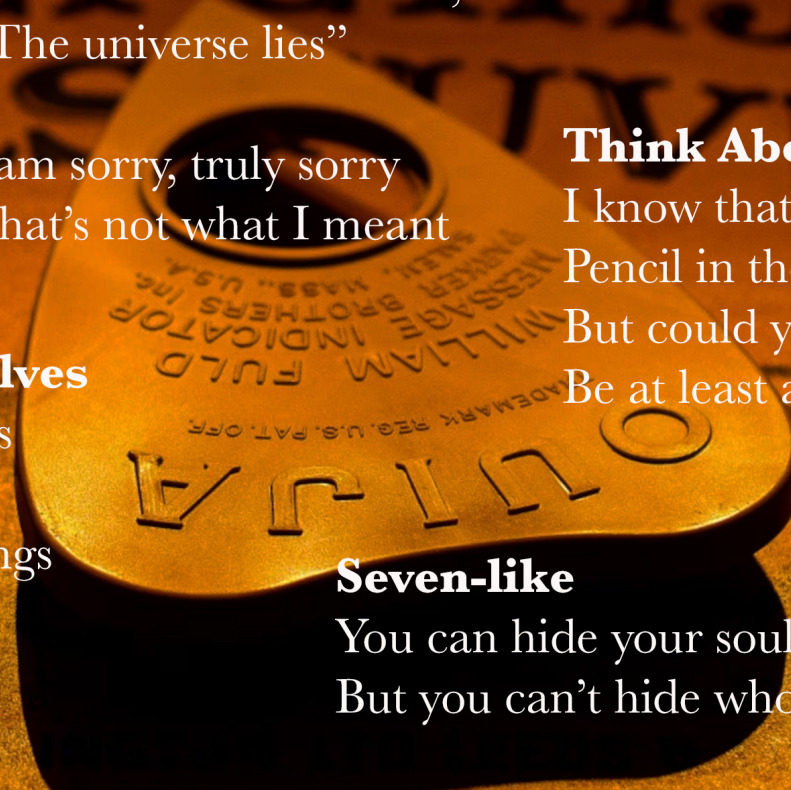 The universe lies”
am sorry, truly sorry
hat’s not what I meant
lves
s
ngs
Think Abo
I know that
Pencil in the
But could y
Be at least a
Seven-like
You can hide your soul
But you can’t hide who
OUIJA
TRADEMARK REG. U.S. PAT. OFF.
WILLIAM FULD
MESSAGE INDICATOR
PARKER BROTHERS Inc.
SALEM, MASS., U.S.A.